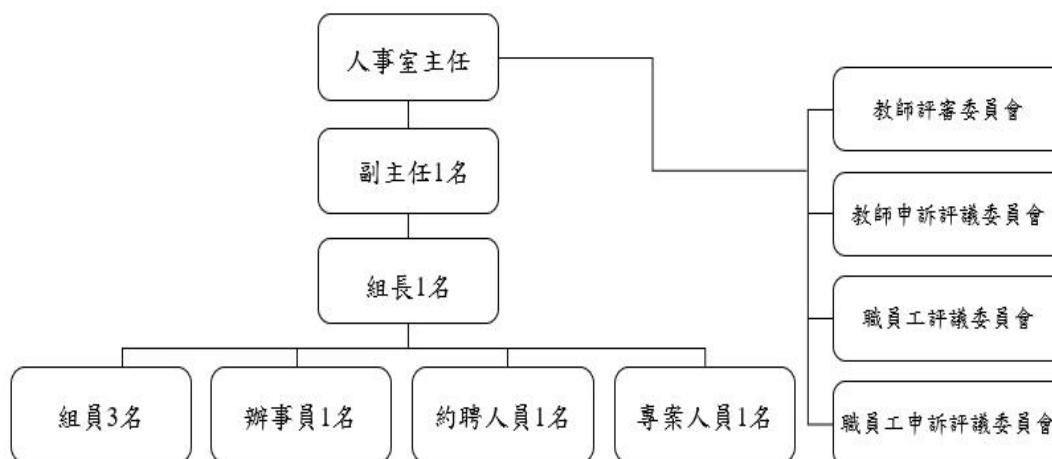 人事室主任
副主任1名
組長1名
組員3名
辦事員1名
約聘人員1名
專案人員1名
教師評審委員會
教師申訴評議委員會
職員工評議委員會
職員工申訴評議委員會